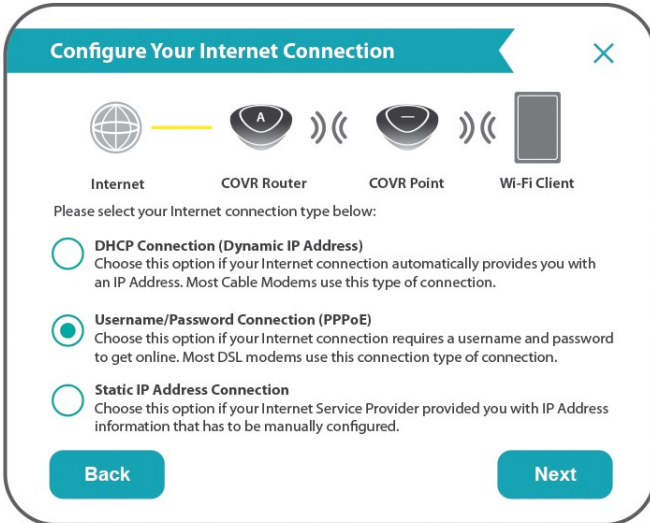 Configure Your Internet Connection
A
Internet
COVR Router
COVR Point
Wi-Fi Client
Please select your Internet connection type below:
DHCP Connection (Dynamic IP Address)
Choose this option if your Internet connection automatically provides you with
an IP Address. Most Cable Modems use this type of connection.
Username/Password Connection (PPPoE)
Choose this option if your Internet connection requires a username and password
to get online. Most DSL modems use this connection type of connection.
Static IP Address Connection
Choose this option if your Internet Service Provider provided you with IP Address
information that has to be manually configured.
Back
Next